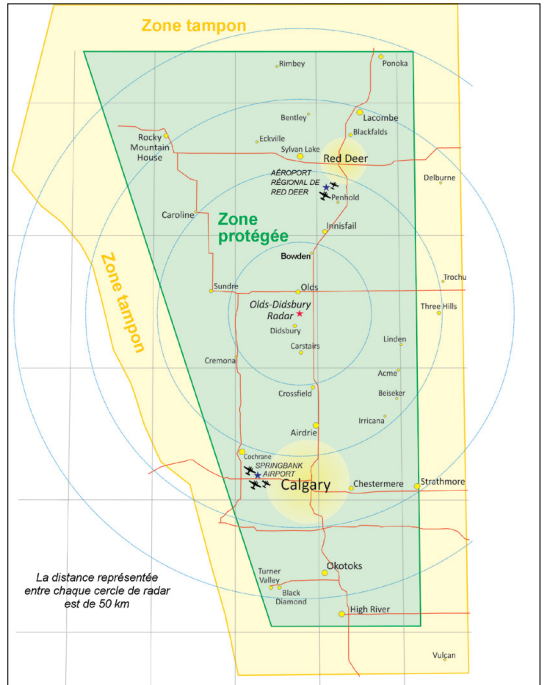 Zone tampon
Rimbey
Ponoka
Bentley
Lacombe
Blackfalds
Rocky
Mountain
House
Eckville
Sylvan Lake
Red Deer
AÉROPORT
RÉGIONAL DE
RED DEER
Delburne
Penhold
Caroline
Zone
protégée
Innisfail
Bowden
Zone tampon
Trochu
Sundre
Olds
Olds-Didsbury
Radar
Three Hills
Didsbury
Linden
Carstairs
Cremona
Acme
Crossfield
Beiseker
Irricana
Airdrie
Cochrane
SPRINGBANK
AIRPORT
Calgary
Chestermere
Strathmore
La distance représentée
entre chaque cercle de radar
est de 50 km
Okotoks
Turner
Valley
Black
Diamond
High River
Vulcan